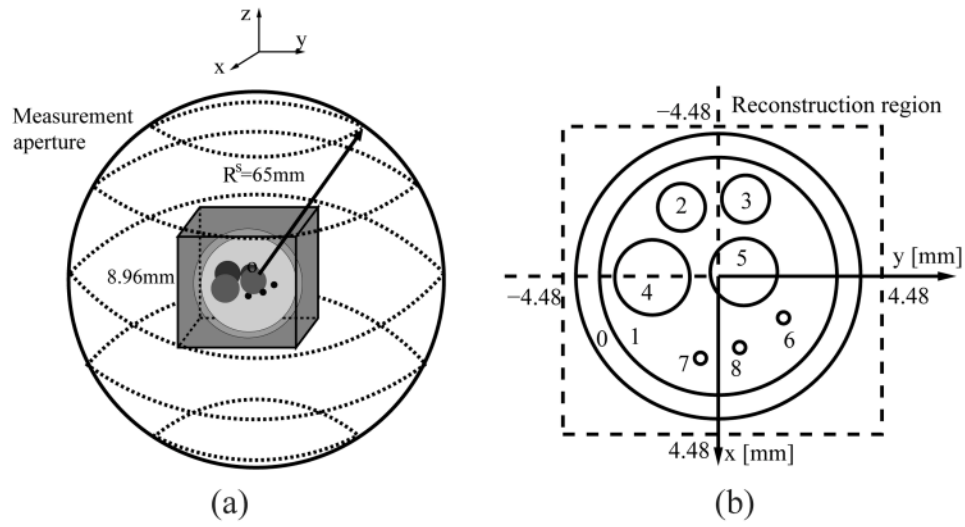 z
y
x
Measurement
aperture
R^s=65mm
8.96mm
o
(a)
−4.48
Reconstruction region
2
3
5
4
y [mm]
−4.48
4.48
0
1
6
7
8
4.48
x [mm]
(b)